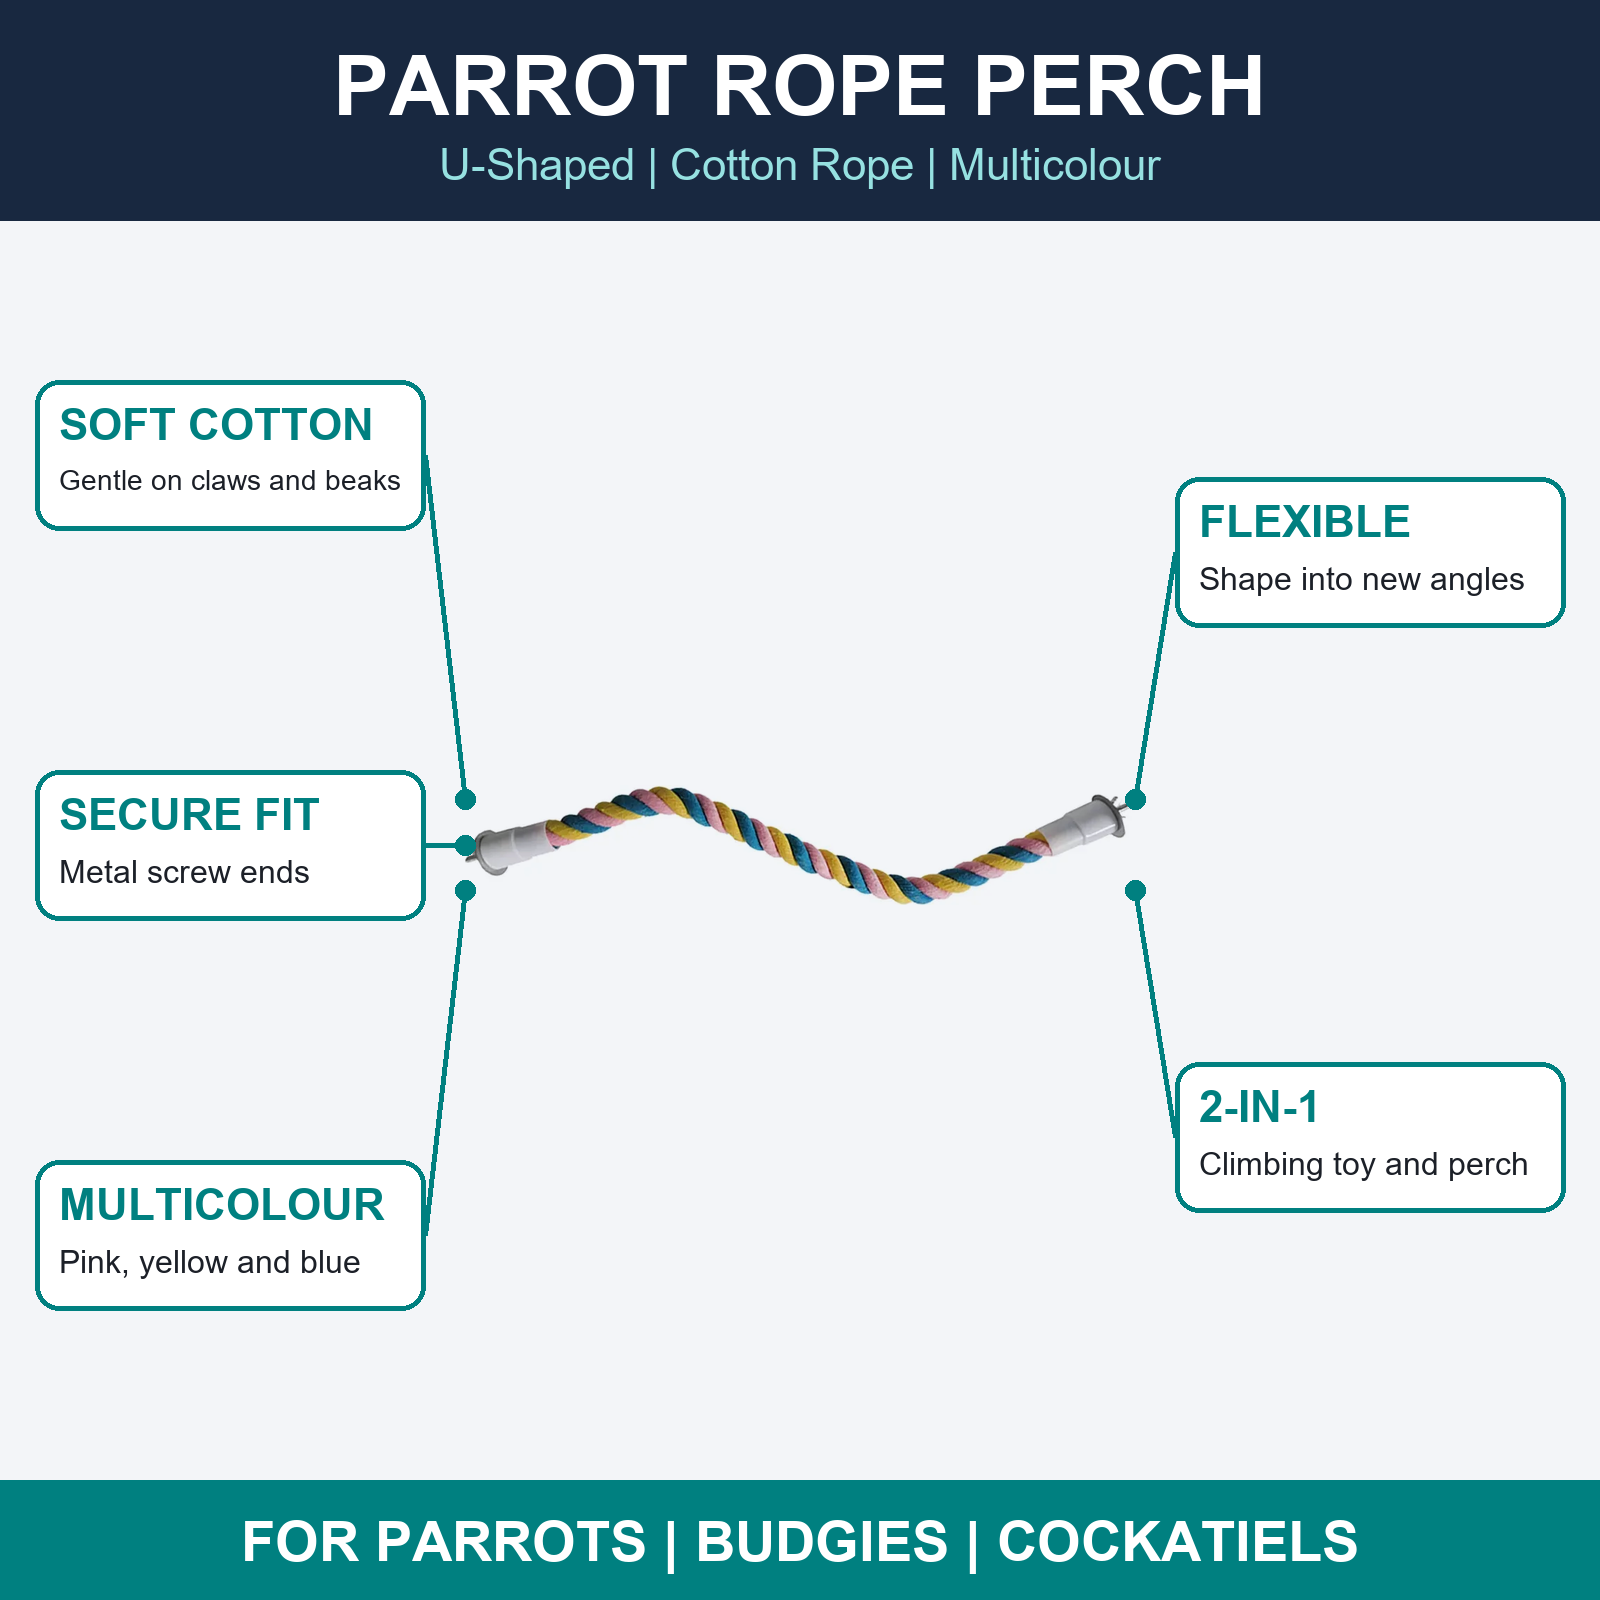 PARROT ROPE PERCH
U-Shaped | Cotton Rope | Multicolour
SOFT COTTON
Gentle on claws and beaks
FLEXIBLE
Shape into new angles
SECURE FIT
Metal screw ends
2-IN-1
Climbing toy and perch
MULTICOLOUR
Pink, yellow and blue
FOR PARROTS | BUDGIES | COCKATIELS